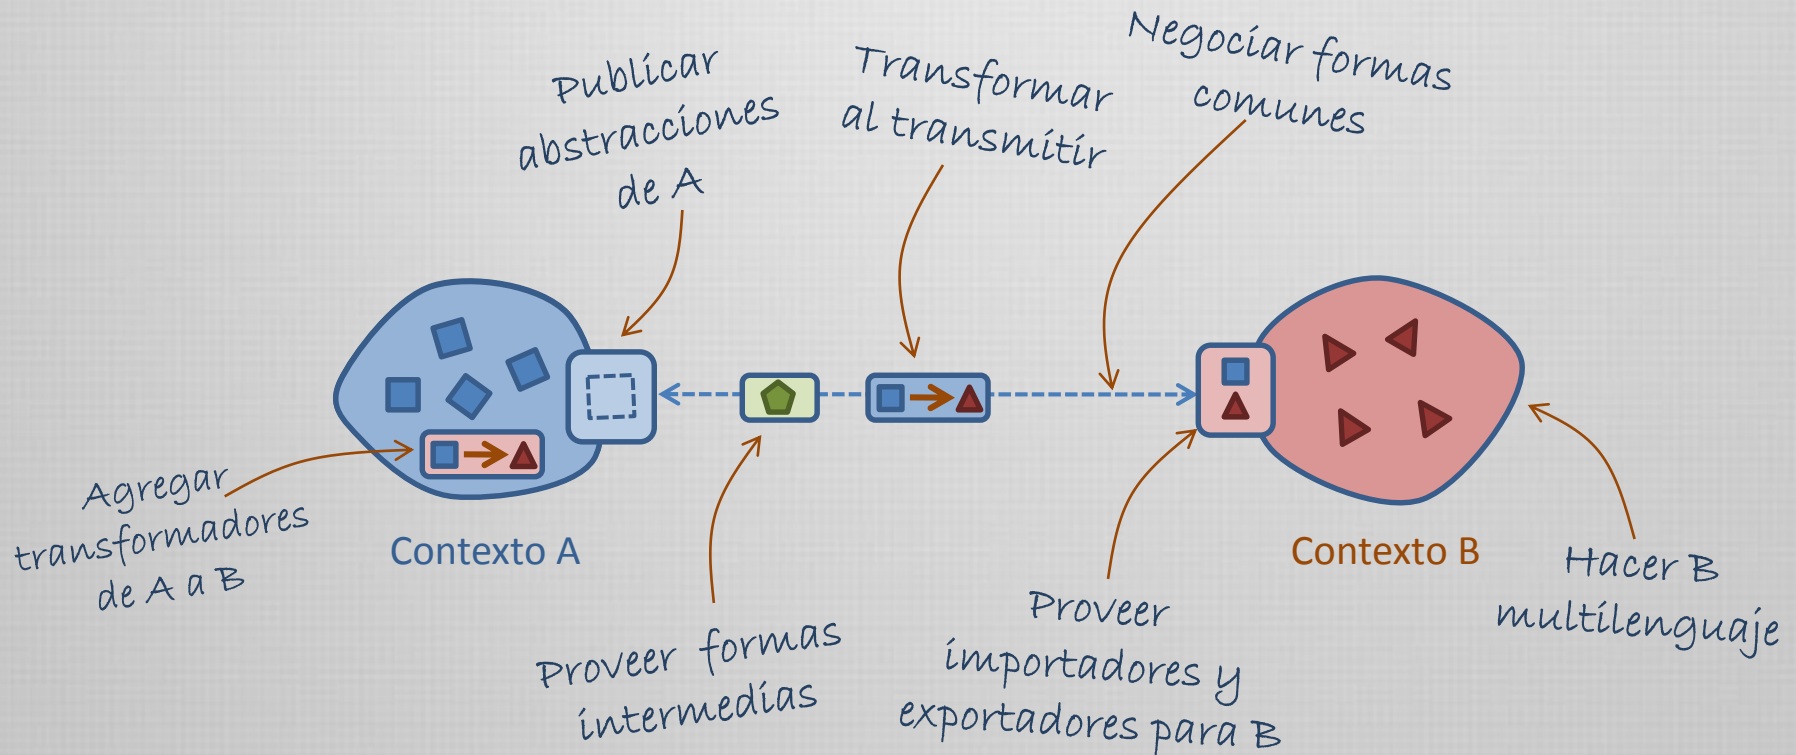 Publicar
abstracciones
de A
Transformar
al transmitir
Negociar formas
comunes
Agregar
transformadores
de A a B
Contexto A
Contexto B
Proveer formas
intermedias
Proveer
importadores y
exportadores para B
Hacer B
multilenguaje